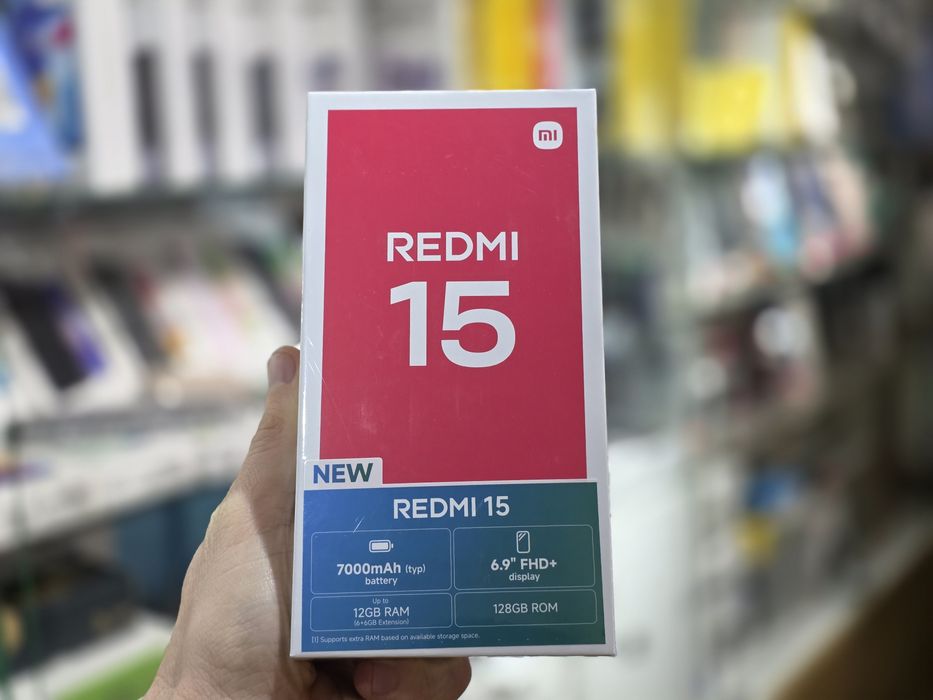 mi
REDMI
15
NEW
REDMI 15
7000mAh (typ)
battery
6.9" FHD+
display
Up to
12GB RAM
(6+6GB Extension)
128GB ROM
[1] Supports extra RAM based on available storage space.